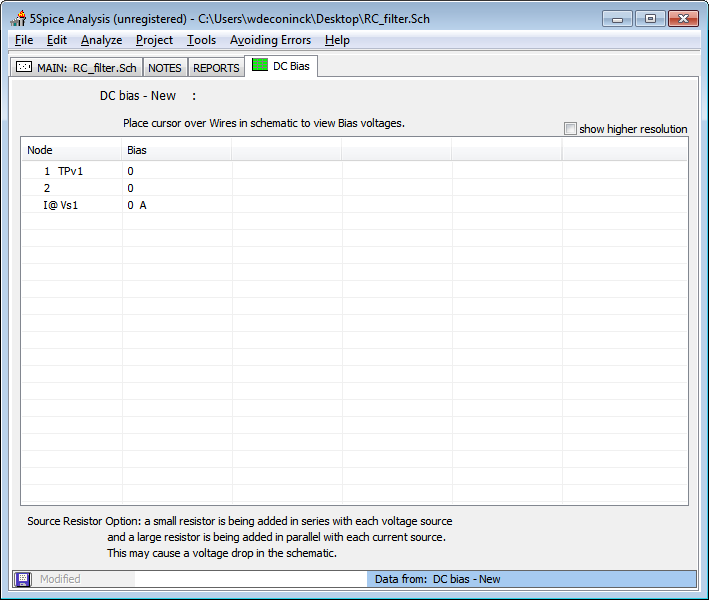 5Spice Analysis (unregistered) - C:\Users\wdeconinck\Desktop\RC_filter.Sch
File Edit Analyze Project Tools Avoiding Errors Help
MAIN: RC_filter.Sch NOTES REPORTS DC Bias
DC bias - New :
Place cursor over Wires in schematic to view Bias voltages.
show higher resolution
Node Bias
1 TPv1 0
2 0
I@ Vs1 0 A
Source Resistor Option: a small resistor is being added in series with each voltage source
and a large resistor is being added in parallel with each current source.
This may cause a voltage drop in the schematic.
Modified Data from: DC bias - New